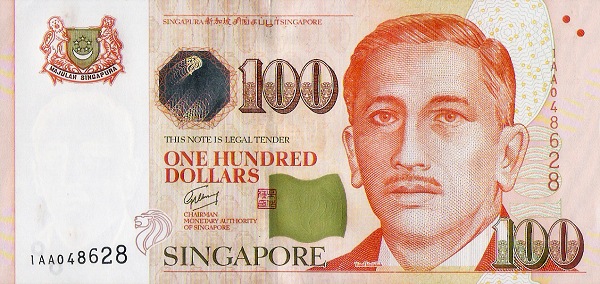 SINGAPURA 新加坡 சிங்கப்பூர் SINGAPORE
MAJULAH SINGAPURA
100
THIS NOTE IS LEGAL TENDER
ONE HUNDRED
DOLLARS
CHAIRMAN
MONETARY AUTHORITY
OF SINGAPORE
1AA048628
1AA048628
SINGAPORE
100